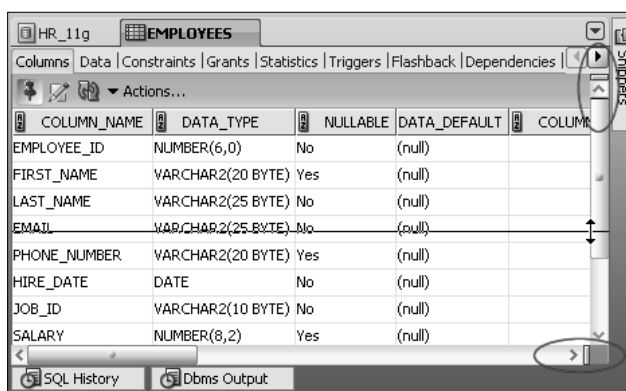 HR_11g EMPLOYEES
Columns Data Constraints Grants Statistics Triggers Flashback Dependencies
Actions...
COLUMN_NAME DATA_TYPE NULLABLE DATA_DEFAULT COLUMN
EMPLOYEE_ID NUMBER(6,0) No (null)
FIRST_NAME VARCHAR2(20 BYTE) Yes (null)
LAST_NAME VARCHAR2(25 BYTE) No (null)
EMAIL VARCHAR2(25 BYTE) No (null)
PHONE_NUMBER VARCHAR2(20 BYTE) Yes (null)
HIRE_DATE DATE No (null)
JOB_ID VARCHAR2(10 BYTE) No (null)
SALARY NUMBER(8,2) Yes (null)
SQL History Dbms Output
Snippets